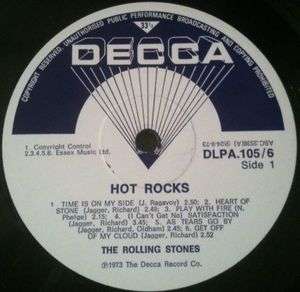 COPYRIGHT RESERVED. UNAUTHORISED PUBLIC PERFORMANCE BROADCASTING AND COPYING PROHIBITED
33⅓
DECCA
1. Copyright Control
2.3.4.5.6. Essex Music Ltd.
DLPA.105/6
Side 1
HOT ROCKS
1. TIME IS ON MY SIDE (J. Ragavoy) 2.50; 2. HEART OF
STONE (Jagger, Richard) 2.45; 3. PLAY WITH FIRE (N.
Phelge) 2.10; 4. (I Can't Get No) SATISFACTION
(Jagger, Richard) 3.45; 5. AS TEARS GO BY
(Jagger, Richard, Oldham) 2.45; 6. GET OFF
OF MY CLOUD (Jagger, Richard) 2.52
THE ROLLING STONES
℗1973 The Decca Record Co.